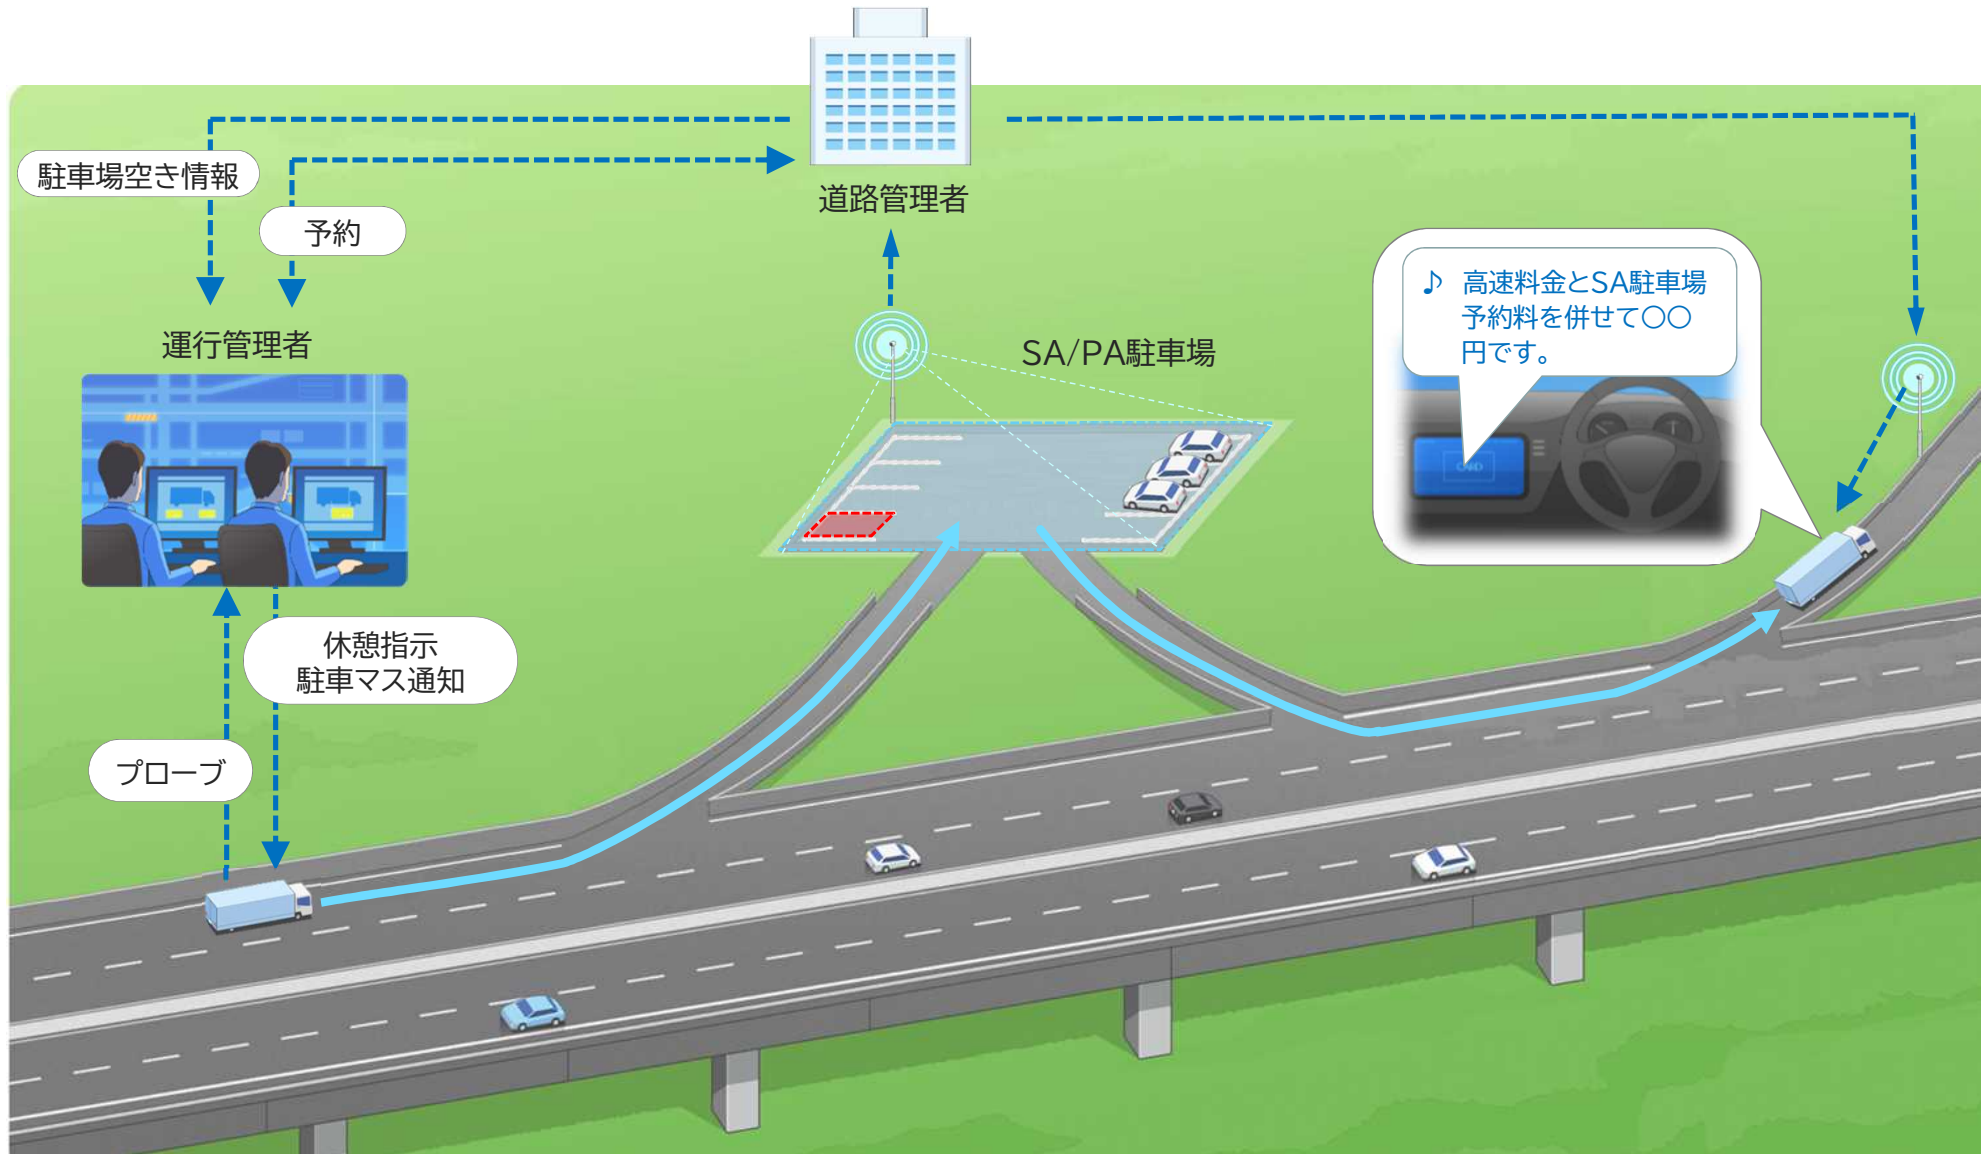 道路管理者
駐車場空き情報
予約
運行管理者
SA/PA駐車場
♪ 高速料金とSA駐車場
予約料を併せて〇〇
円です。
休憩指示
駐車マス通知
プローブ